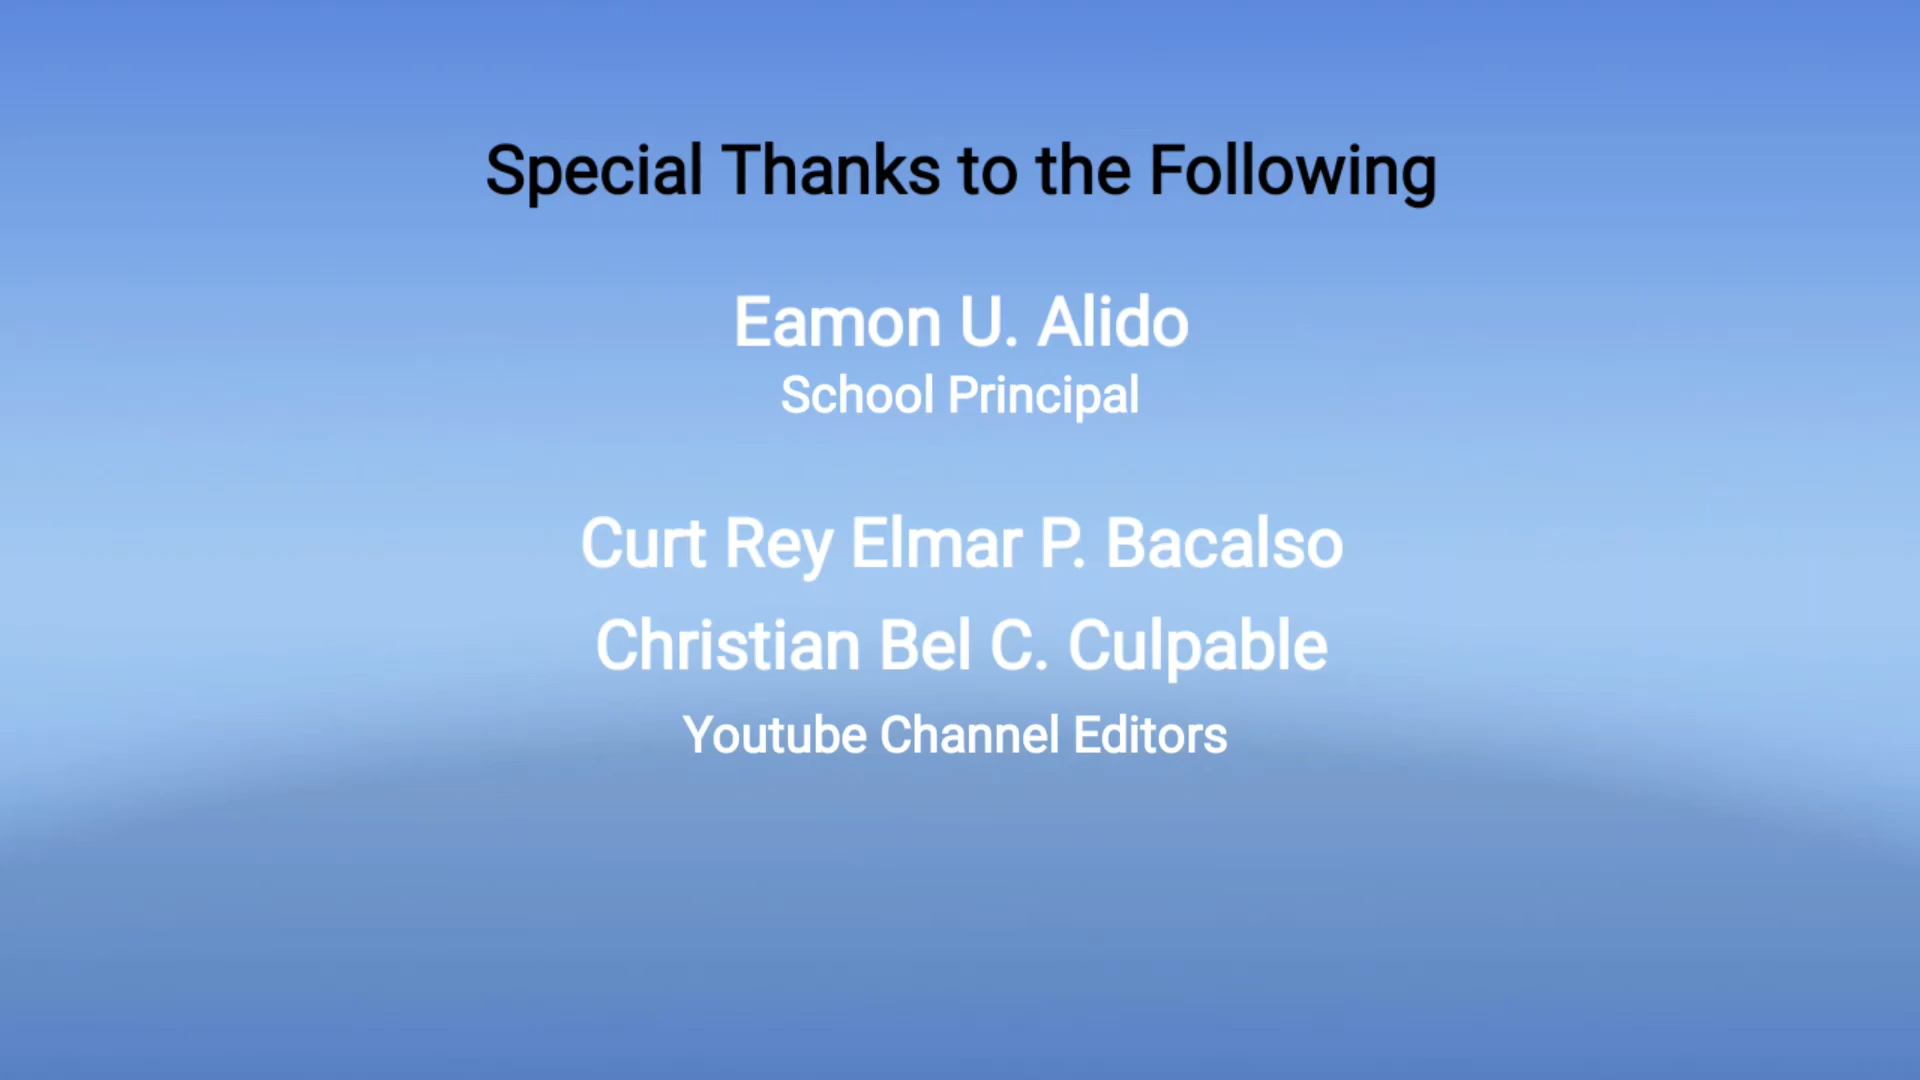 Special Thanks to the Following
Eamon U. Alido
School Principal
Curt Rey Elmar P. Bacalso
Christian Bel C. Culpable
Youtube Channel Editors